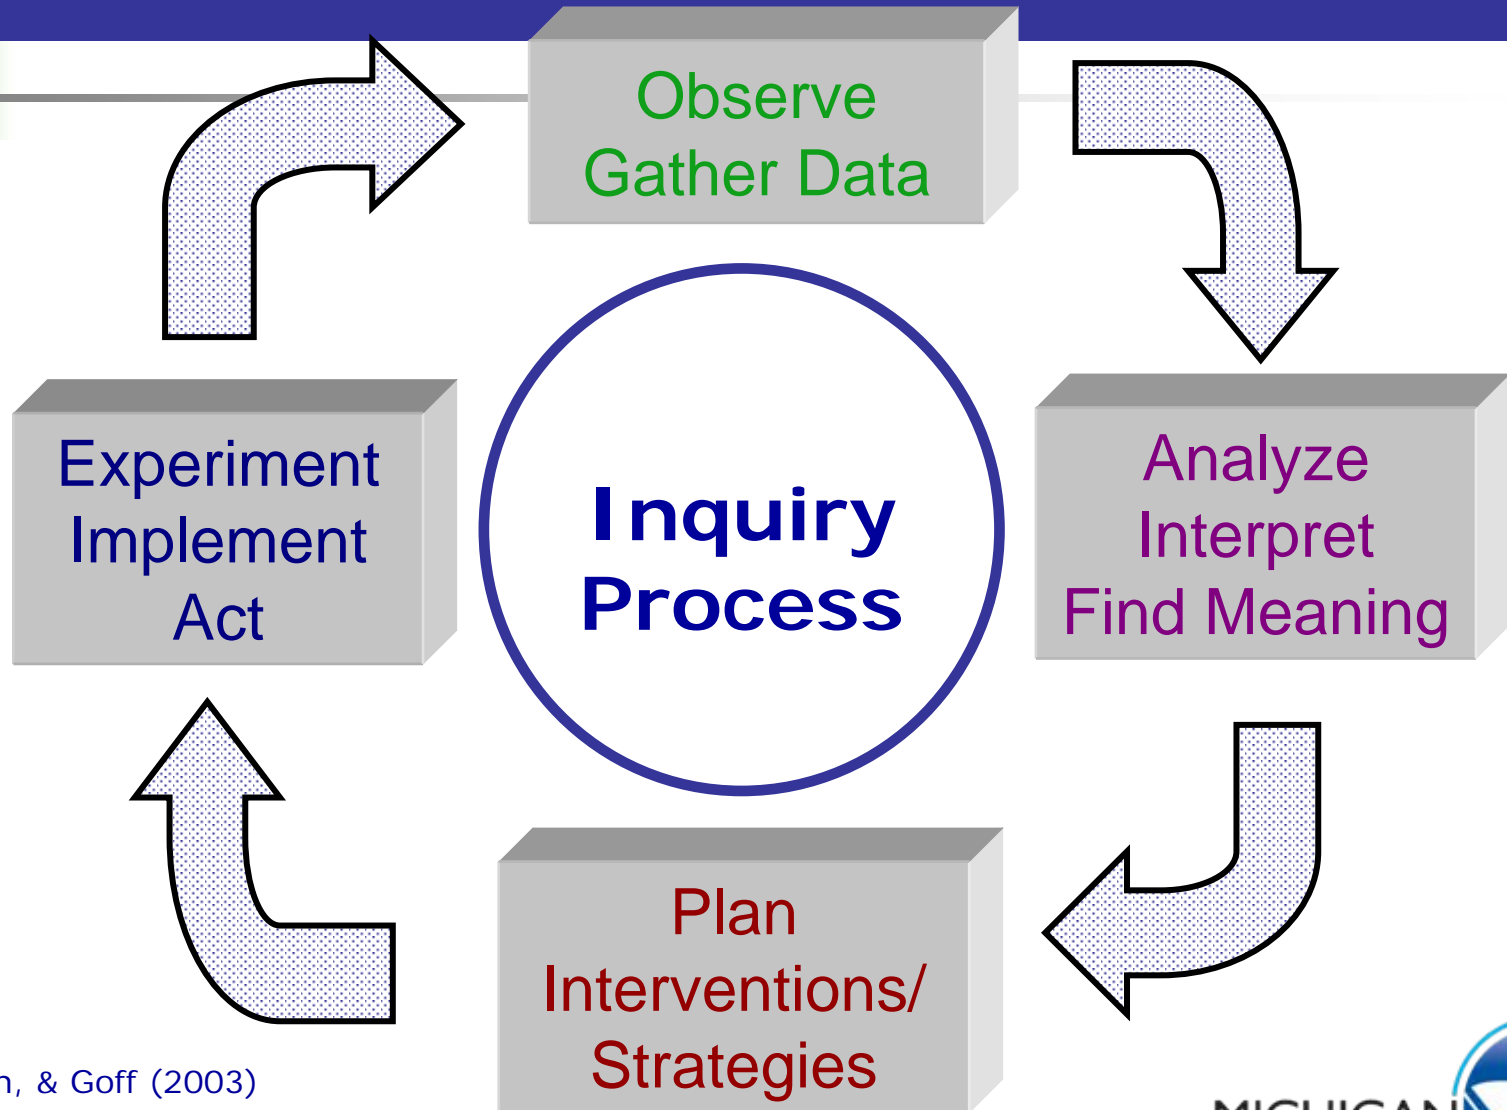 Observe
Gather Data
Analyze
Interpret
Find Meaning
Plan
Interventions/
Strategies
Experiment
Implement
Act
Inquiry
Process
& Goff (2003)